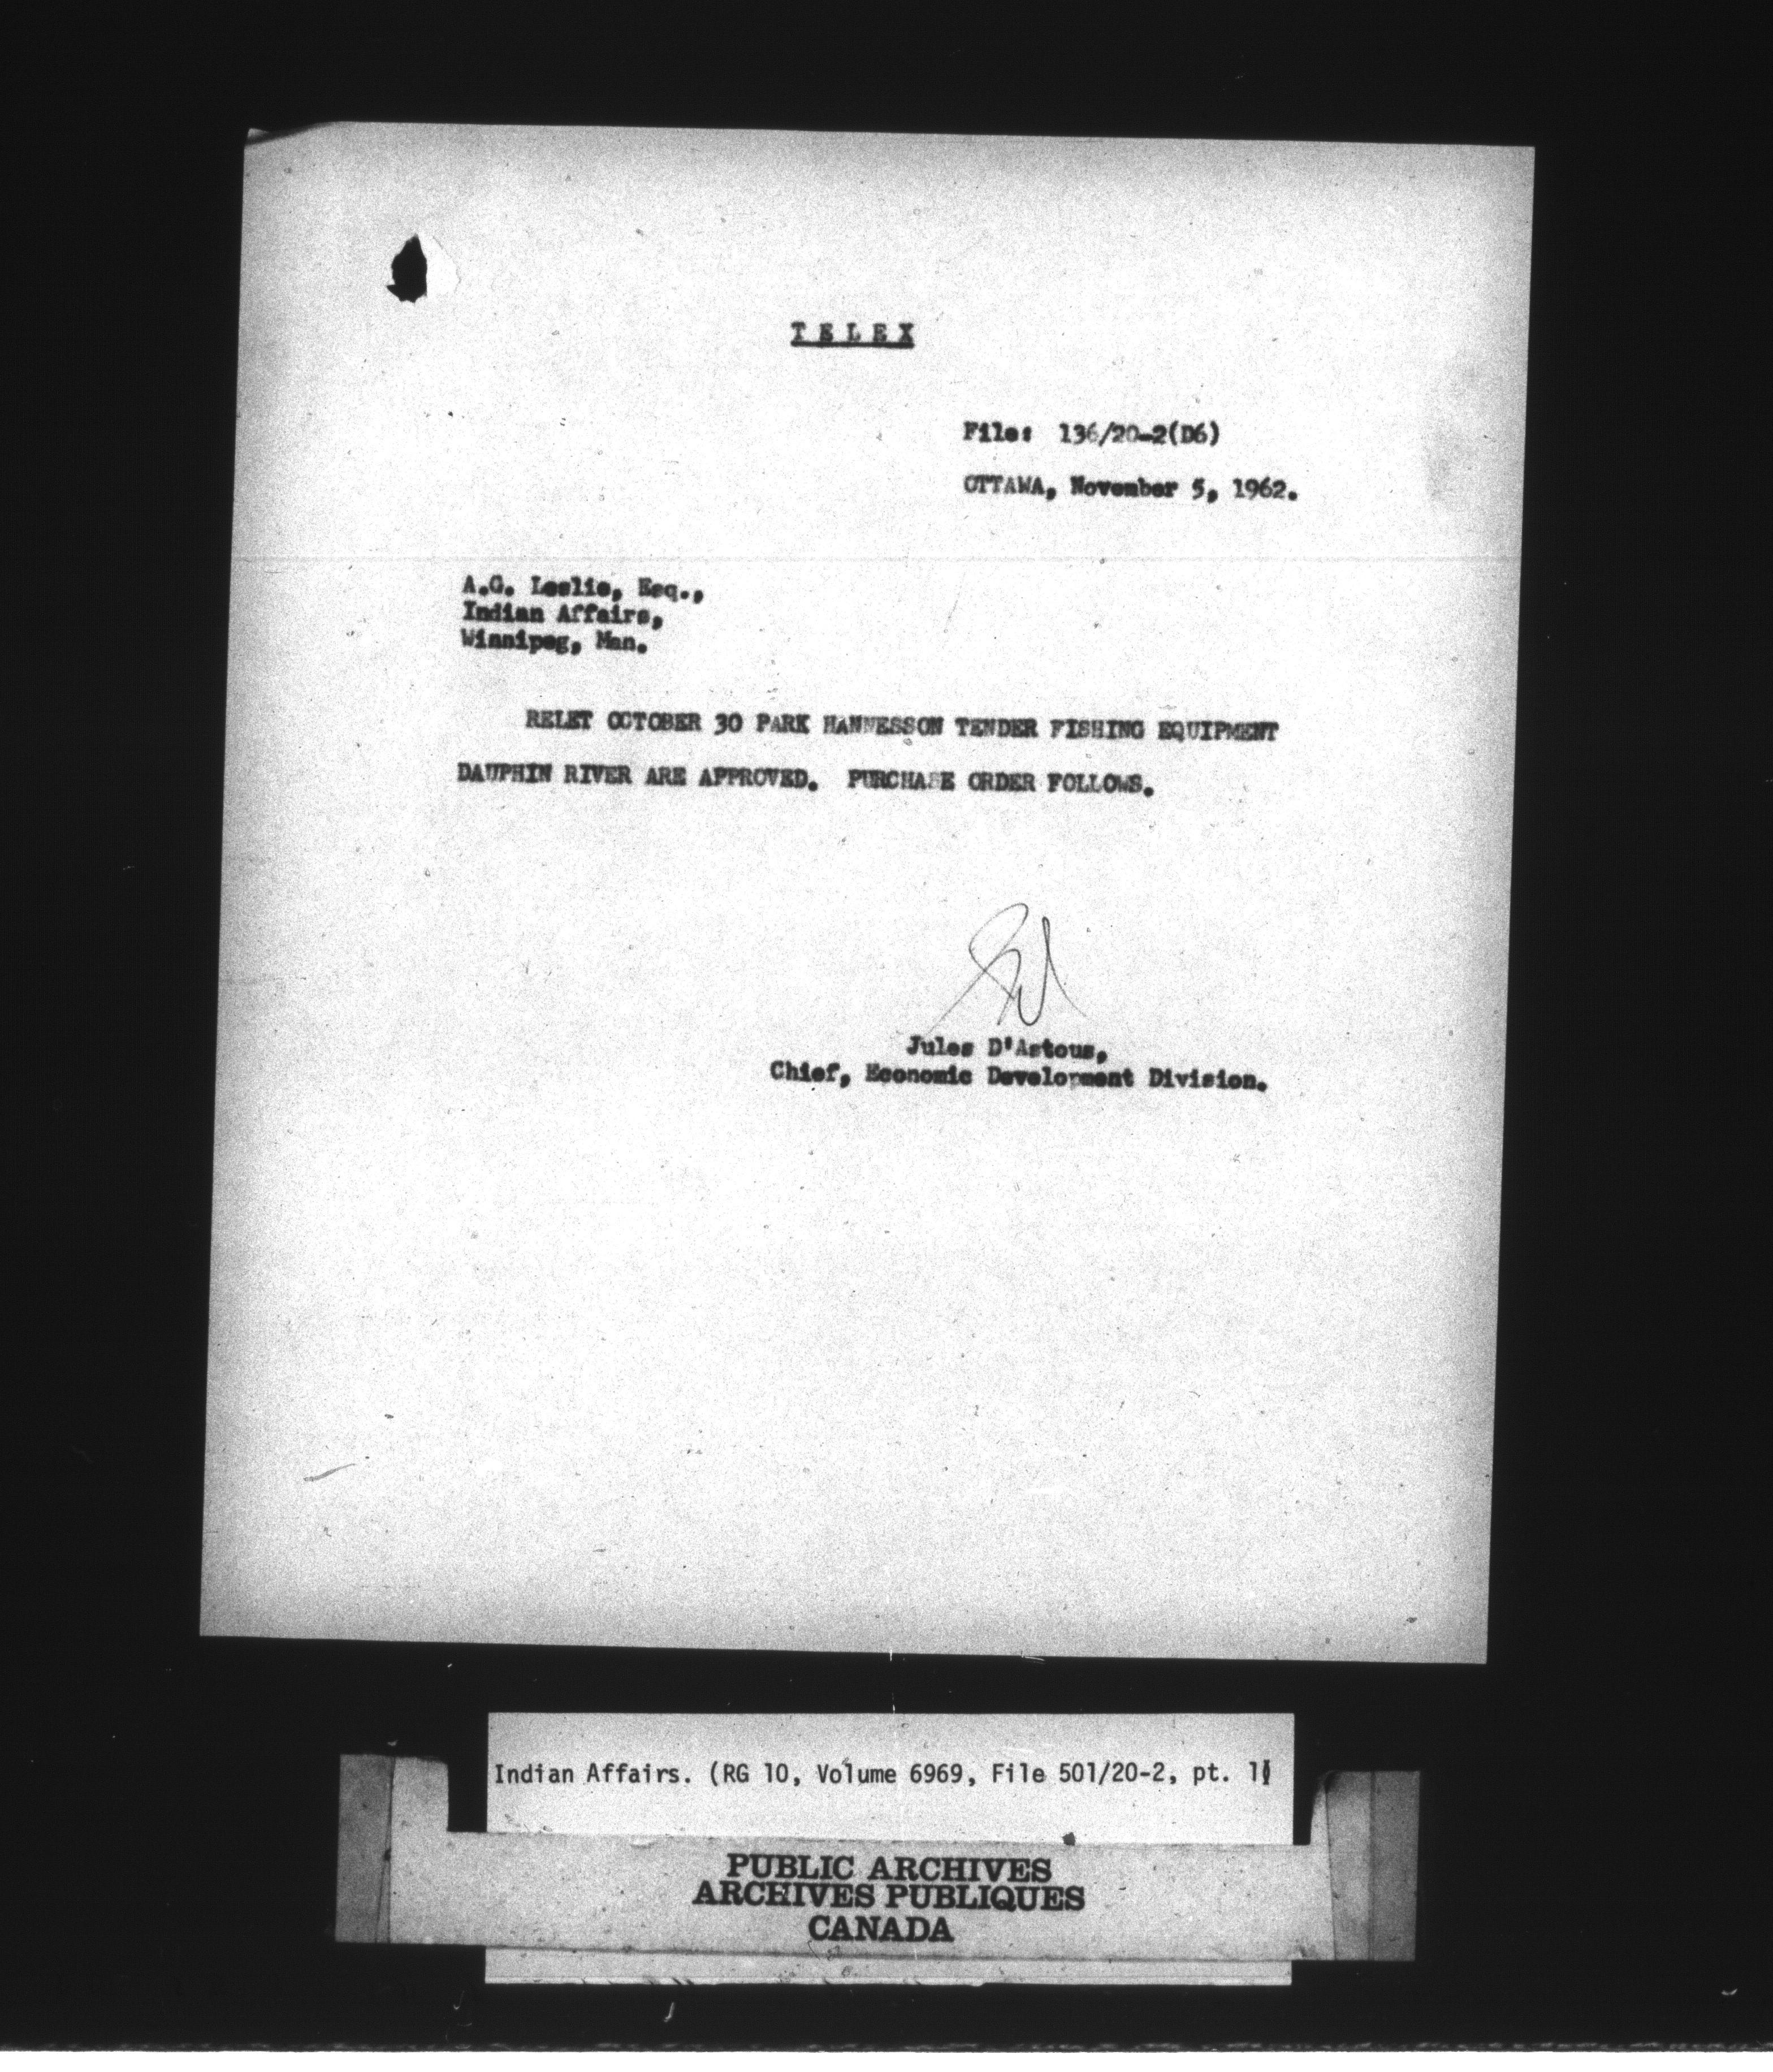 T E L E X
File: 136/20-2(D6)
OTTAWA, November 5, 1962.
A.G. Leslie, Esq.,
Indian Affairs,
Winnipeg, Man.
RELET OCTOBER 30 PARK HANNESSON TENDER FISHING EQUIPMENT
DAUPHIN RIVER ARE APPROVED. PURCHASE ORDER FOLLOWS.
Jules D'Astous,
Chief, Economic Development Division.
Indian Affairs. (RG 10, Volume 6969, File 501/20-2, pt.
PUBLIC ARCHIVES
ARCHIVES PUBLIQUES
CANADA